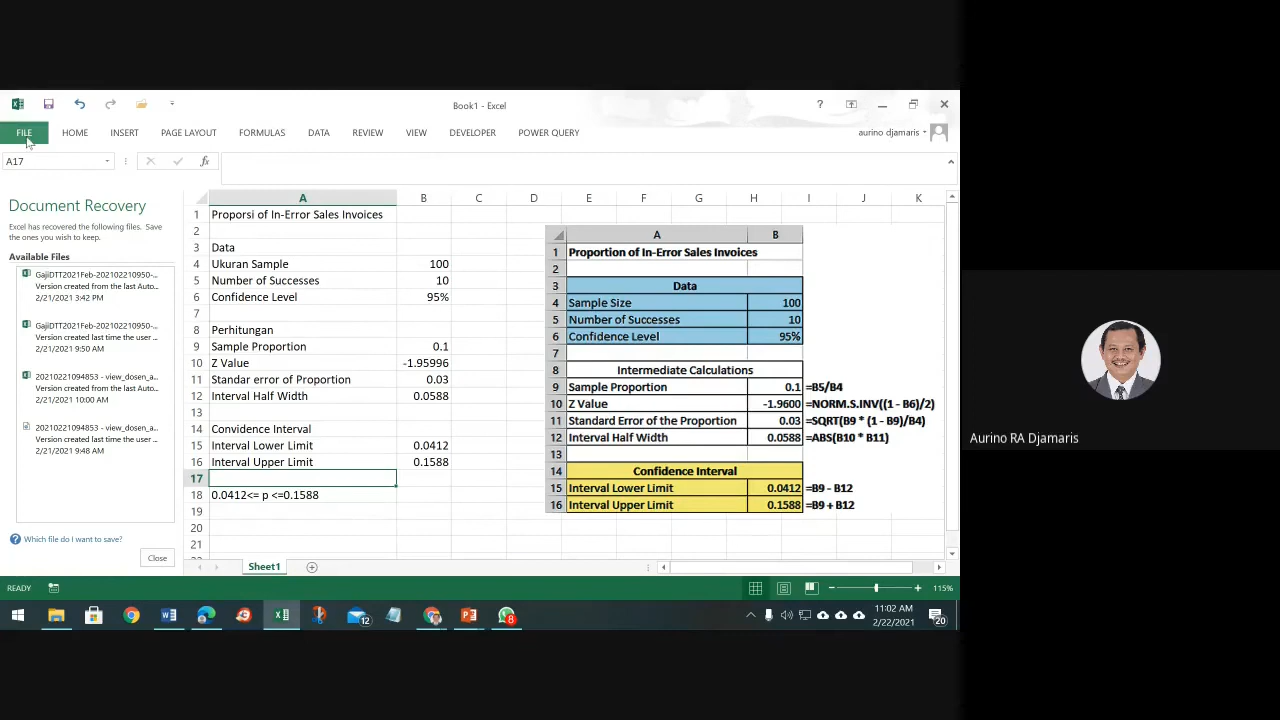 Book1 - Excel
?
FILE HOME INSERT PAGE LAYOUT FORMULAS DATA REVIEW VIEW DEVELOPER POWER QUERY aurino djamaris
A17 fx
Document Recovery
Excel has recovered the following files. Save
the ones you wish to keep.
Available Files
GajiDTT2021Feb-202102210950-...
Version created from the last Auto...
2/21/2021 3:42 PM
GajiDTT2021Feb-202102210950-...
Version created last time the user ...
2/21/2021 9:50 AM
20210221094853 - view_dosen_a...
Version created from the last Auto...
2/21/2021 10:00 AM
20210221094853 - view_dosen_a...
Version created last time the user ...
2/21/2021 9:48 AM
Which file do I want to save?
Close
A B C D E F G H I J K
1 Proporsi of In-Error Sales Invoices
2
3 Data
4 Ukuran Sample 100
5 Number of Successes 10
6 Confidence Level 95%
7
8 Perhitungan
9 Sample Proportion 0.1
10 Z Value -1.95996
11 Standar error of Proportion 0.03
12 Interval Half Width 0.0588
13
14 Convidence Interval
15 Interval Lower Limit 0.0412
16 Interval Upper Limit 0.1588
17
18 0.0412<= p <=0.1588
19
20
21
A B
1 Proportion of In-Error Sales Invoices
2
3 Data
4 Sample Size 100
5 Number of Successes 10
6 Confidence Level 95%
7
8 Intermediate Calculations
9 Sample Proportion 0.1 =B5/B4
10 Z Value -1.9600 =NORM.S.INV((1 - B6)/2)
11 Standard Error of the Proportion 0.03 =SQRT(B9 * (1 - B9)/B4)
12 Interval Half Width 0.0588 =ABS(B10 * B11)
13
14 Confidence Interval
15 Interval Lower Limit 0.0412 =B9 - B12
16 Interval Upper Limit 0.1588 =B9 + B12
Sheet1
READY 115%
12 8 11:02 AM
2/22/2021 20
Aurino RA Djamaris